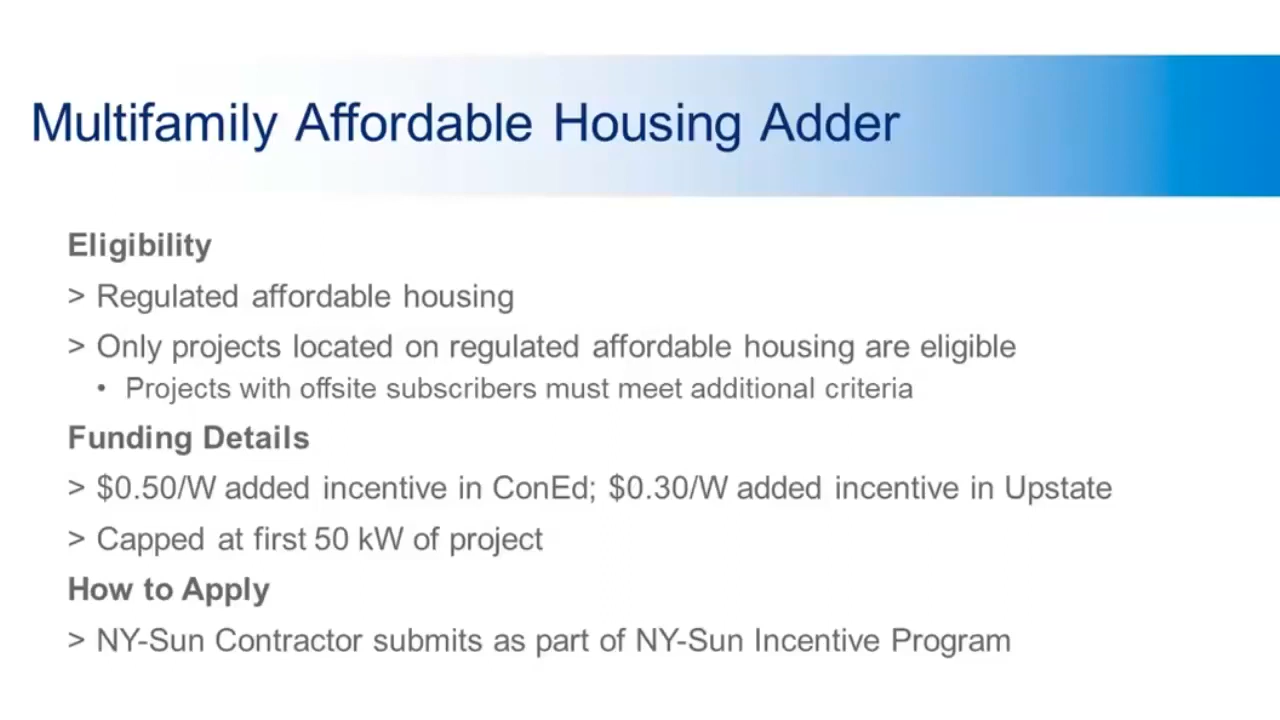 Multifamily Affordable Housing Adder
Eligibility
> Regulated affordable housing
> Only projects located on regulated affordable housing are eligible
• Projects with offsite subscribers must meet additional criteria
Funding Details
> $0.50/W added incentive in ConEd; $0.30/W added incentive in Upstate
> Capped at first 50 kW of project
How to Apply
> NY-Sun Contractor submits as part of NY-Sun Incentive Program